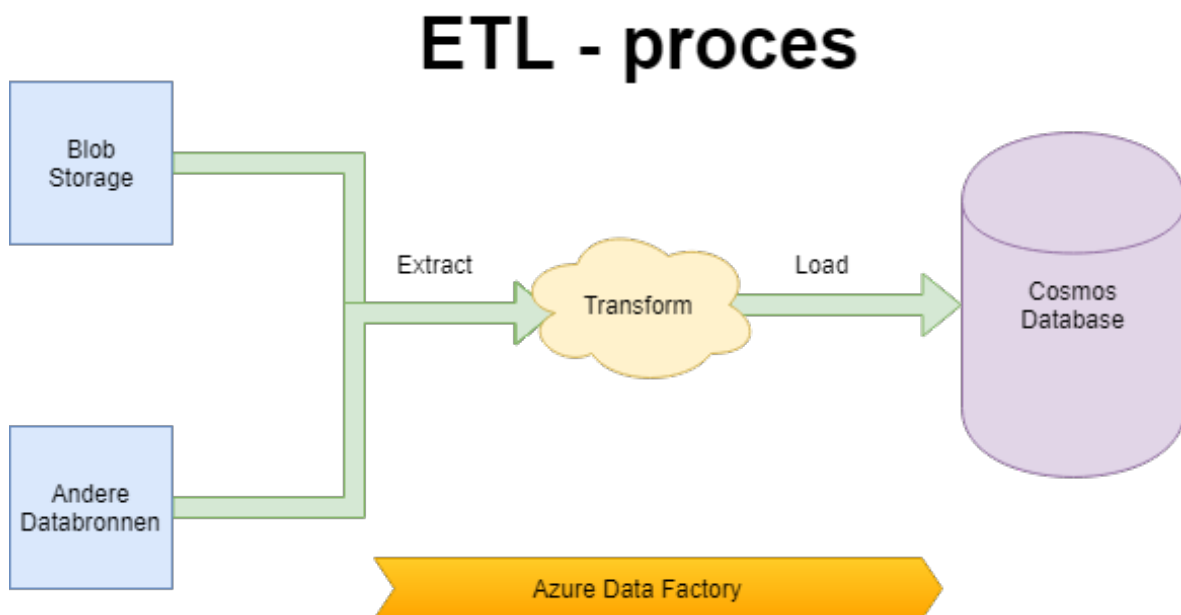 ETL - proces
Blob
Storage
Extract
Transform
Load
Cosmos
Database
Andere
Databronnen
Azure Data Factory